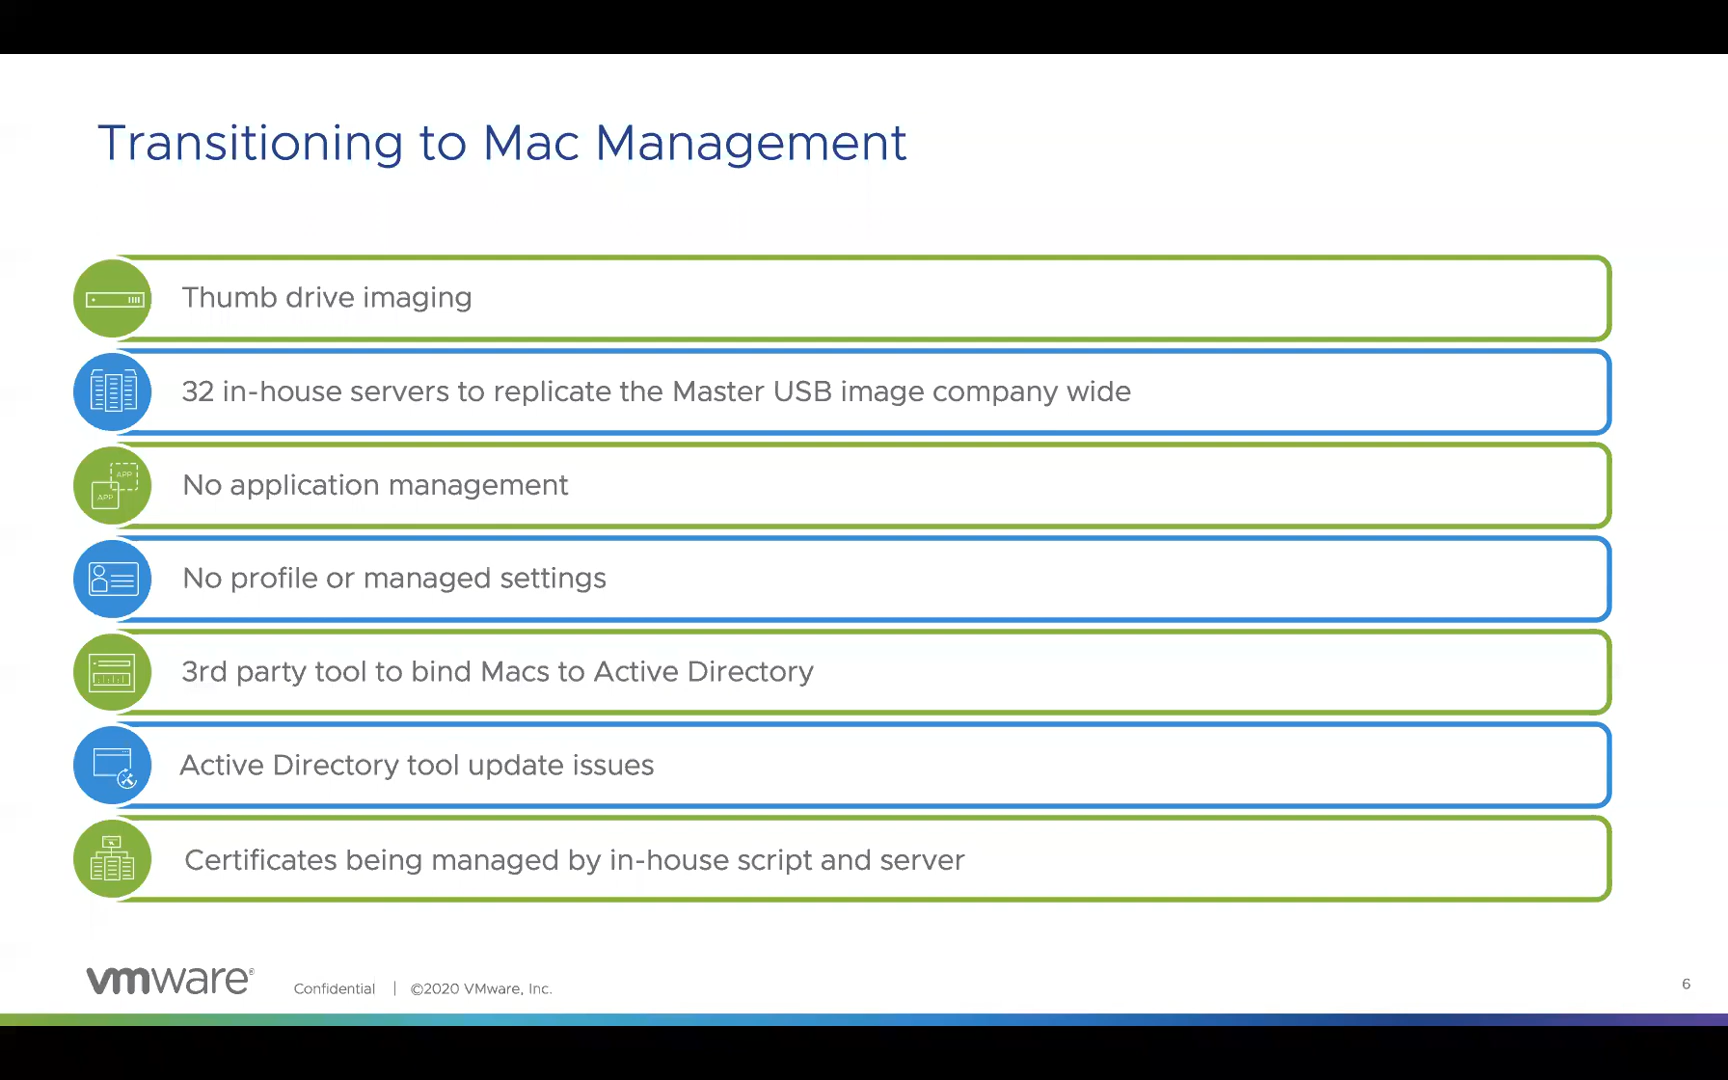 Transitioning to Mac Management
Thumb drive imaging
32 in-house servers to replicate the Master USB image company wide
APP
APP
No application management
No profile or managed settings
3rd party tool to bind Macs to Active Directory
Active Directory tool update issues
Certificates being managed by in-house script and server
vmware® Confidential | ©2020 VMware, Inc.
6